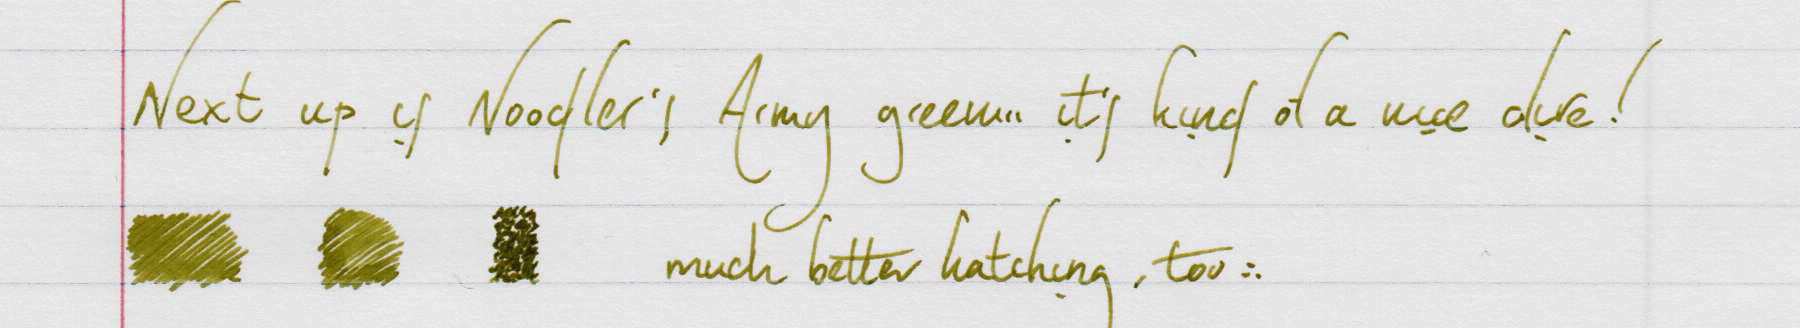 Next up is Noodler's Army green... it's kind of a nice olive!
much better hatching, too...